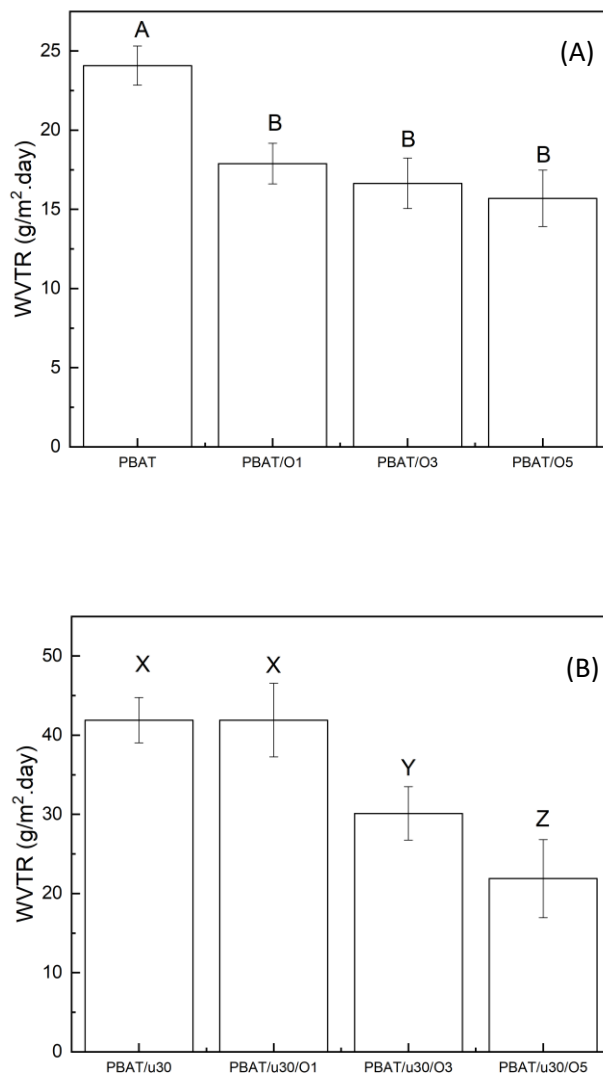 A
(A)
25
B
B
B
20
15
10
5
0
WVTR (g/m².day)
PBAT PBAT/O1 PBAT/O3 PBAT/O5
(B)
50
X
X
40
Y
30
Z
20
10
0
WVTR (g/m².day)
PBAT/u30 PBAT/u30/O1 PBAT/u30/O3 PBAT/u30/O5